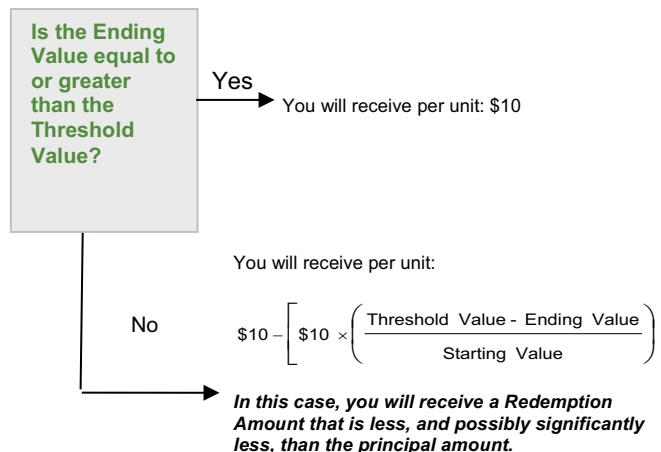 Is the Ending
Value equal to
or greater
than the
Threshold
Value?
Yes
You will receive per unit: $10
You will receive per unit:
No
$10 – [ $10 × ( Threshold Value - Ending Value
Starting Value )
In this case, you will receive a Redemption
Amount that is less, and possibly significantly
less, than the principal amount.